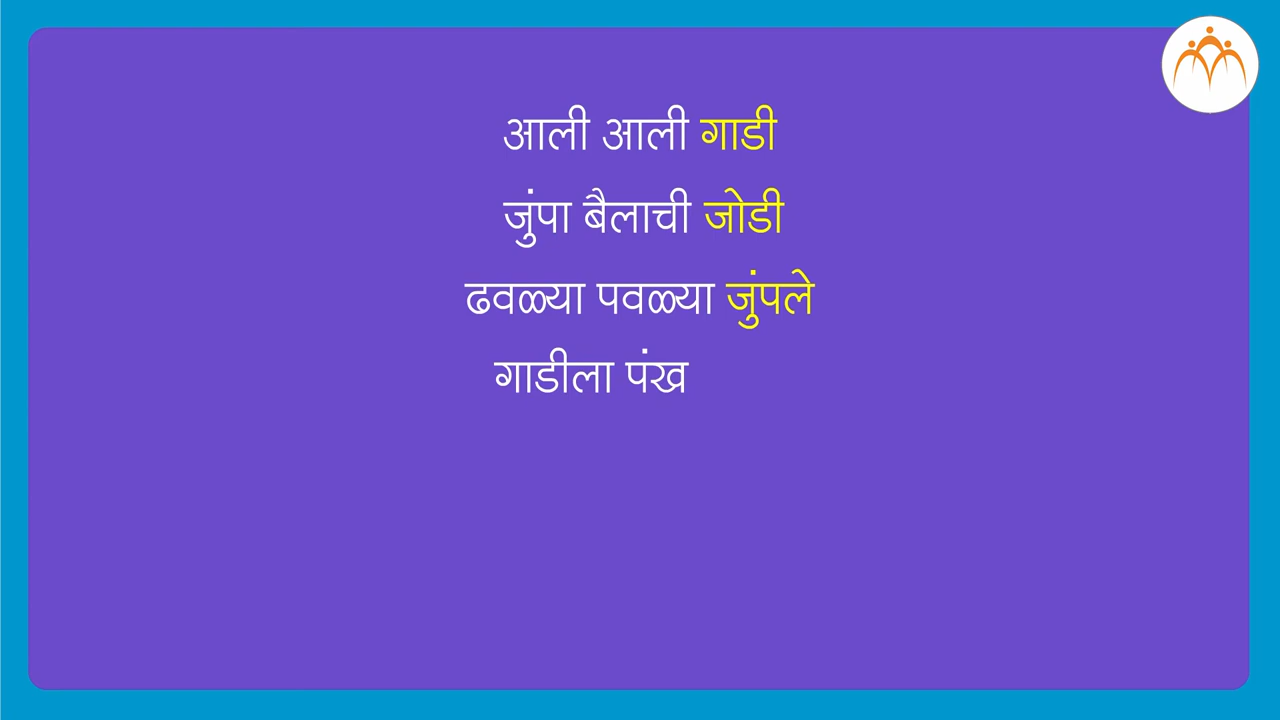 आली आली गाडी
जुंपा बैलाची जोडी
ढवळ्या पवळ्या जुंपले
गाडीला पंख